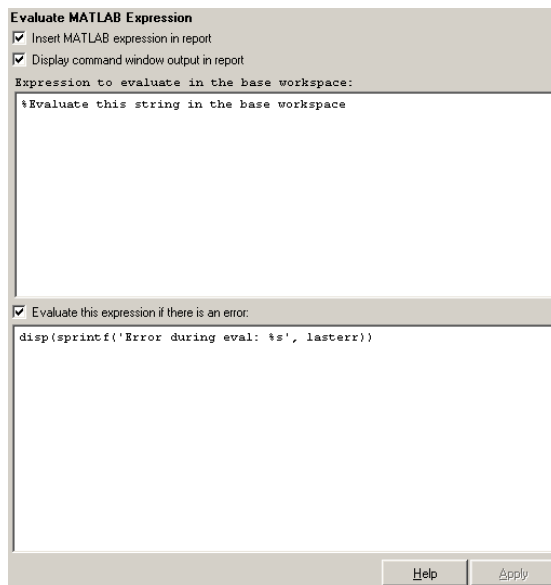 Evaluate MATLAB Expression
Insert MATLAB expression in report
Display command window output in report
Expression to evaluate in the base workspace:
%Evaluate this string in the base workspace
Evaluate this expression if there is an error:
disp(sprintf('Error during eval: %s', lasterr))
Help Apply